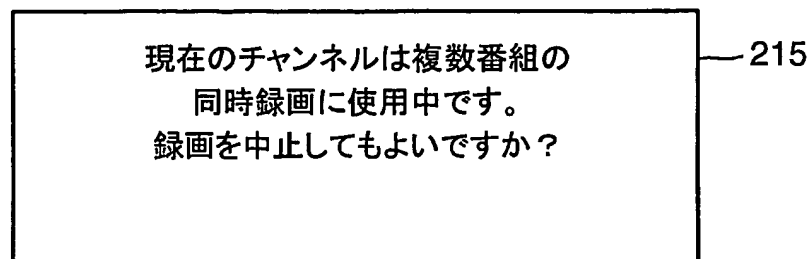 現在のチャンネルは複数番組の
同時録画に使用中です。
録画を中止してもよいですか？
215